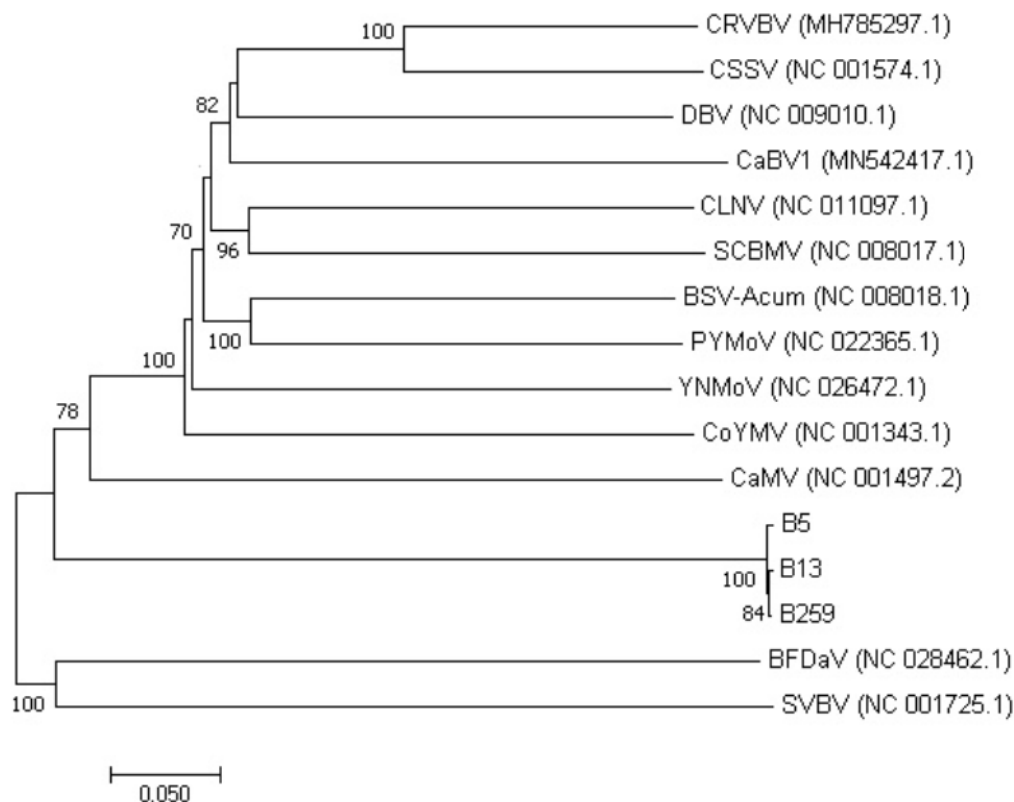 100
CRVBV (MH785297.1)
CSSV (NC 001574.1)
82
DBV (NC 009010.1)
CaBV1 (MN542417.1)
CLNV (NC 011097.1)
70
96
SCBMV (NC 008017.1)
BSV-Acum (NC 008018.1)
100
PYMoV (NC 022365.1)
100
YNMoV (NC 026472.1)
78
CoYMV (NC 001343.1)
CaMV (NC 001497.2)
B5
100
B13
84
B259
BFDaV (NC 028462.1)
100
SVBV (NC 001725.1)
0.050